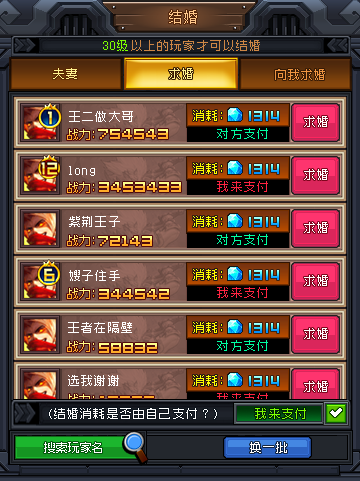 结婚
30级以上的玩家才可以结婚
夫妻 求婚 向我求婚
1 王二做大哥 消耗: 1314 求婚
战力: 754543 对方支付
12 long 消耗: 1314 求婚
战力: 3453433 我来支付
紫荆王子 消耗: 1314 求婚
战力: 72143 对方支付
6 嫂子住手 消耗: 1314 求婚
战力: 344542 我来支付
王者在隔壁 消耗: 1314 求婚
战力: 58832 对方支付
选我谢谢 消耗: 1314 求婚
(结婚消耗是否由自己支付?) 我来支付
搜索玩家名 换一批